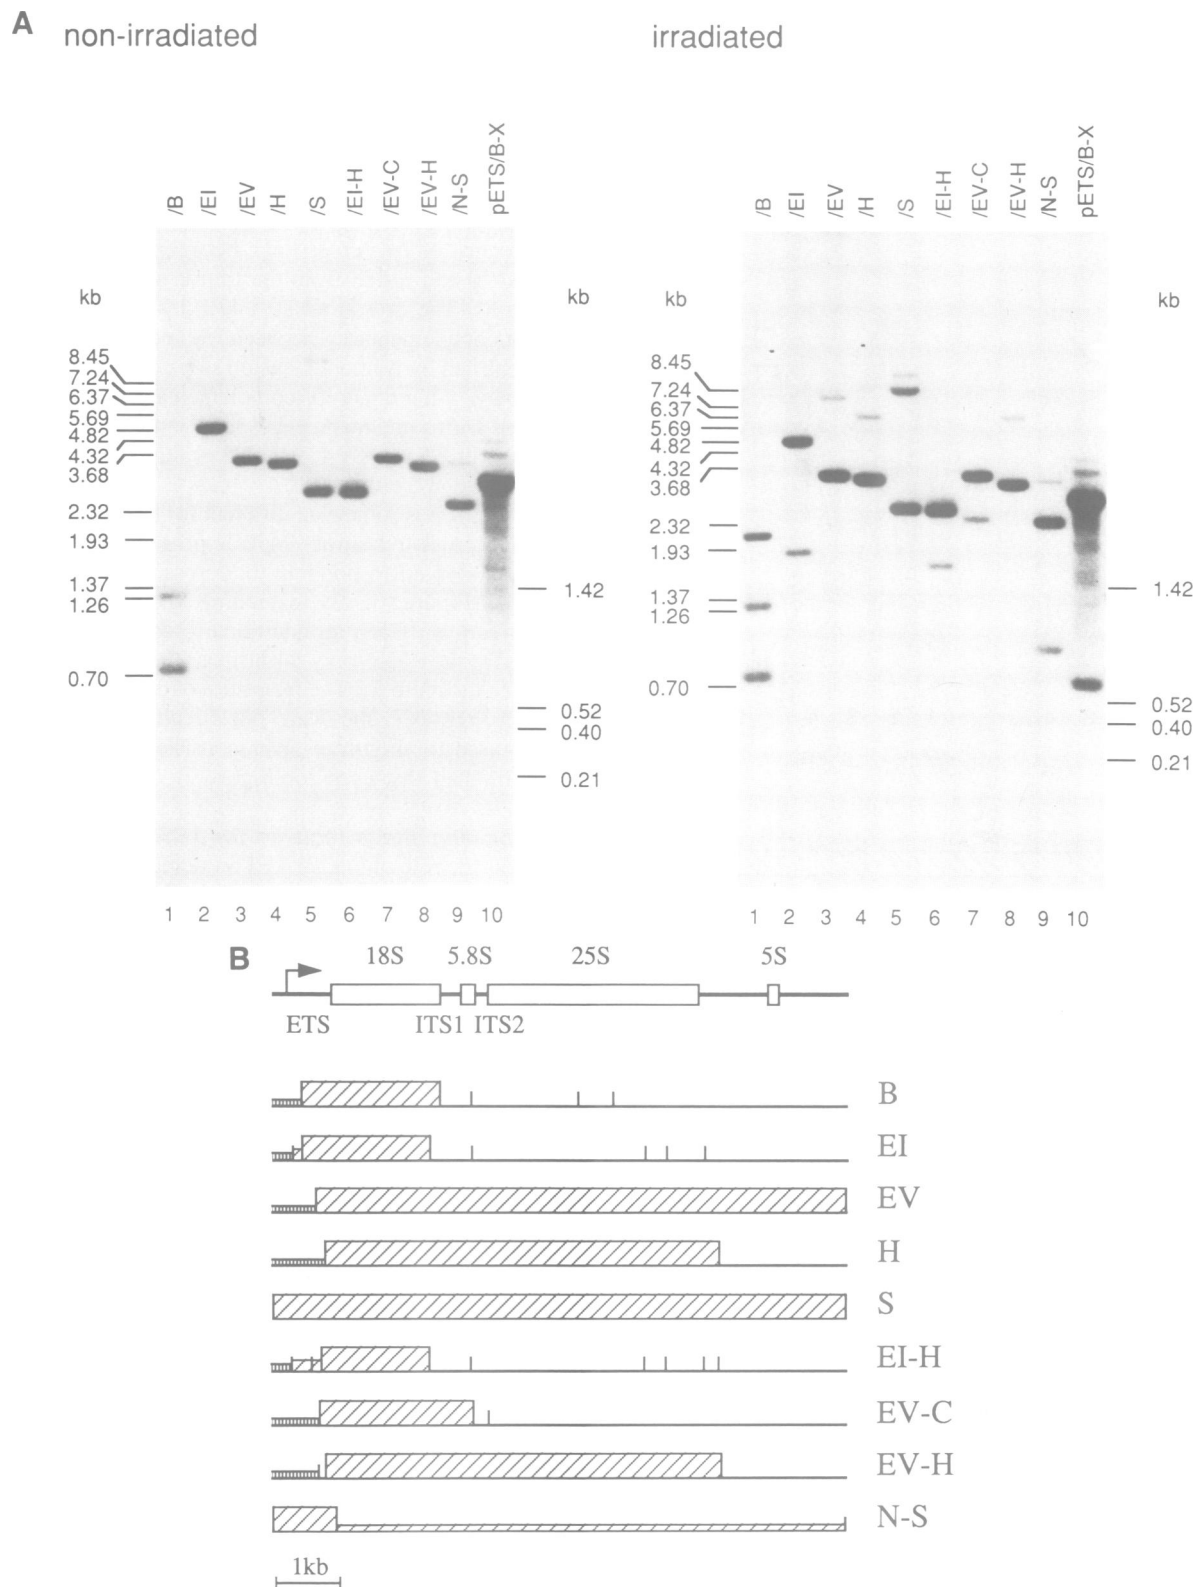 A
non-irradiated
irradiated
/B /EI /EV /H /S /EI-H /EV-C /EV-H /N-S pETS/B-X
/B /EI /EV /H /S /EI-H /EV-C /EV-H /N-S pETS/B-X
kb
kb
kb
kb
8.45
7.24
6.37
5.69
4.82
4.32
3.68
2.32
1.93
1.37
1.26
0.70
1.42
0.52
0.40
0.21
8.45
7.24
6.37
5.69
4.82
4.32
3.68
2.32
1.93
1.37
1.26
0.70
1.42
0.52
0.40
0.21
1 2 3 4 5 6 7 8 9 10
1 2 3 4 5 6 7 8 9 10
B
18S 5.8S 25S 5S
ETS ITS1 ITS2
B
EI
EV
H
S
EI-H
EV-C
EV-H
N-S
1kb